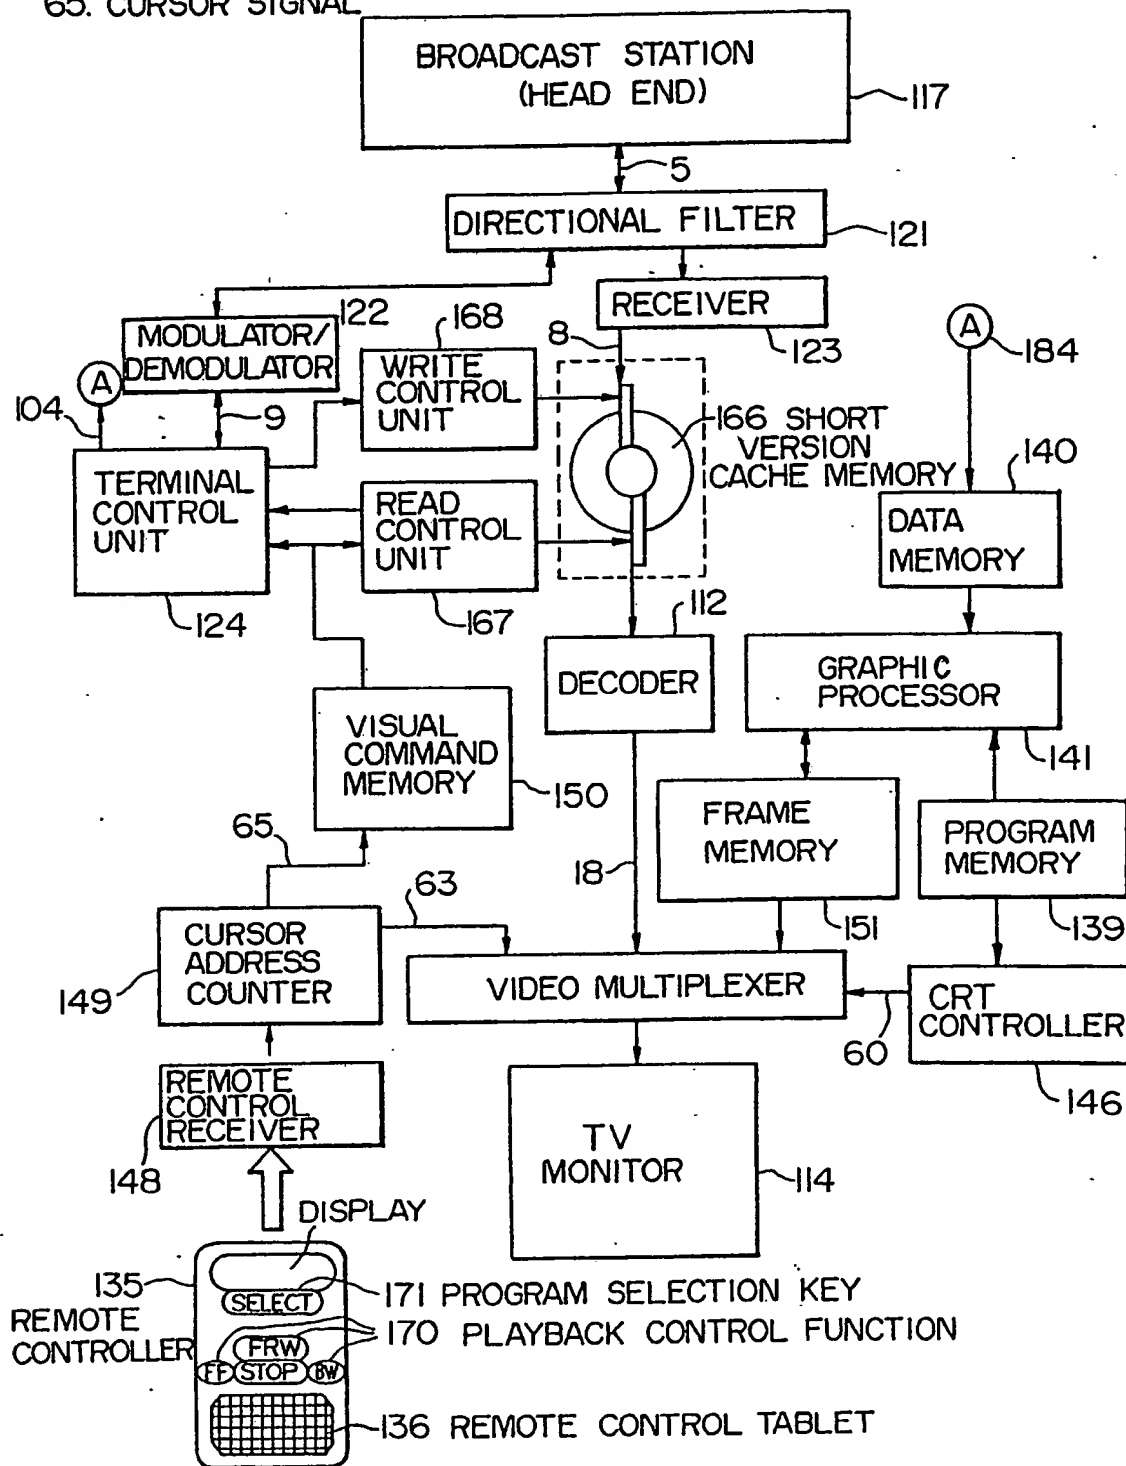 65. CURSOR SIGNAL
BROADCAST STATION
(HEAD END)
117
5
DIRECTIONAL FILTER
121
122
MODULATOR/
DEMODULATOR
168
WRITE
CONTROL
UNIT
RECEIVER
123
8
A
184
A
104
9
166 SHORT
VERSION
CACHE MEMORY
TERMINAL
CONTROL
UNIT
124
READ
CONTROL
UNIT
167
140
DATA
MEMORY
112
DECODER
GRAPHIC
PROCESSOR
141
VISUAL
COMMAND
MEMORY
150
FRAME
MEMORY
151
PROGRAM
MEMORY
139
65
63
18
CURSOR
ADDRESS
COUNTER
149
VIDEO MULTIPLEXER
60
CRT
CONTROLLER
146
REMOTE
CONTROL
RECEIVER
148
TV
MONITOR
114
DISPLAY
135
REMOTE
CONTROLLER
SELECT
171 PROGRAM SELECTION KEY
FRW
170 PLAYBACK CONTROL FUNCTION
FF
STOP
BW
136 REMOTE CONTROL TABLET